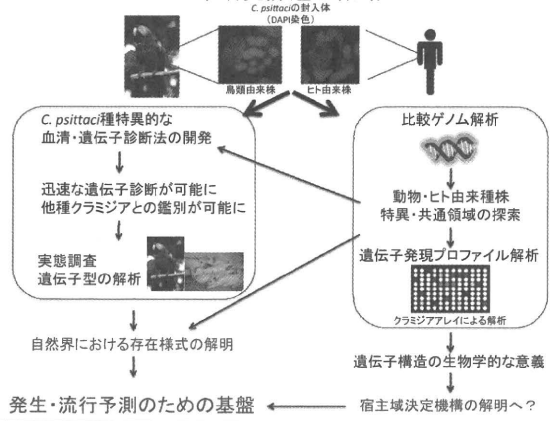 C. psittaciの封入体
(DAPI染色)
鳥類由来株
ヒト由来株
C. psittaci種特異的な
血清・遺伝子診断法の開発
迅速な遺伝子診断が可能に
他種クラミジアとの鑑別が可能に
実態調査
遺伝子型の解析
自然界における存在様式の解明
発生・流行予測のための基盤
比較ゲノム解析
動物・ヒト由来種株
特異・共通領域の探索
遺伝子発現プロファイル解析
クラミジアアレイによる解析
遺伝子構造の生物学的な意義
宿主域決定機構の解明へ?